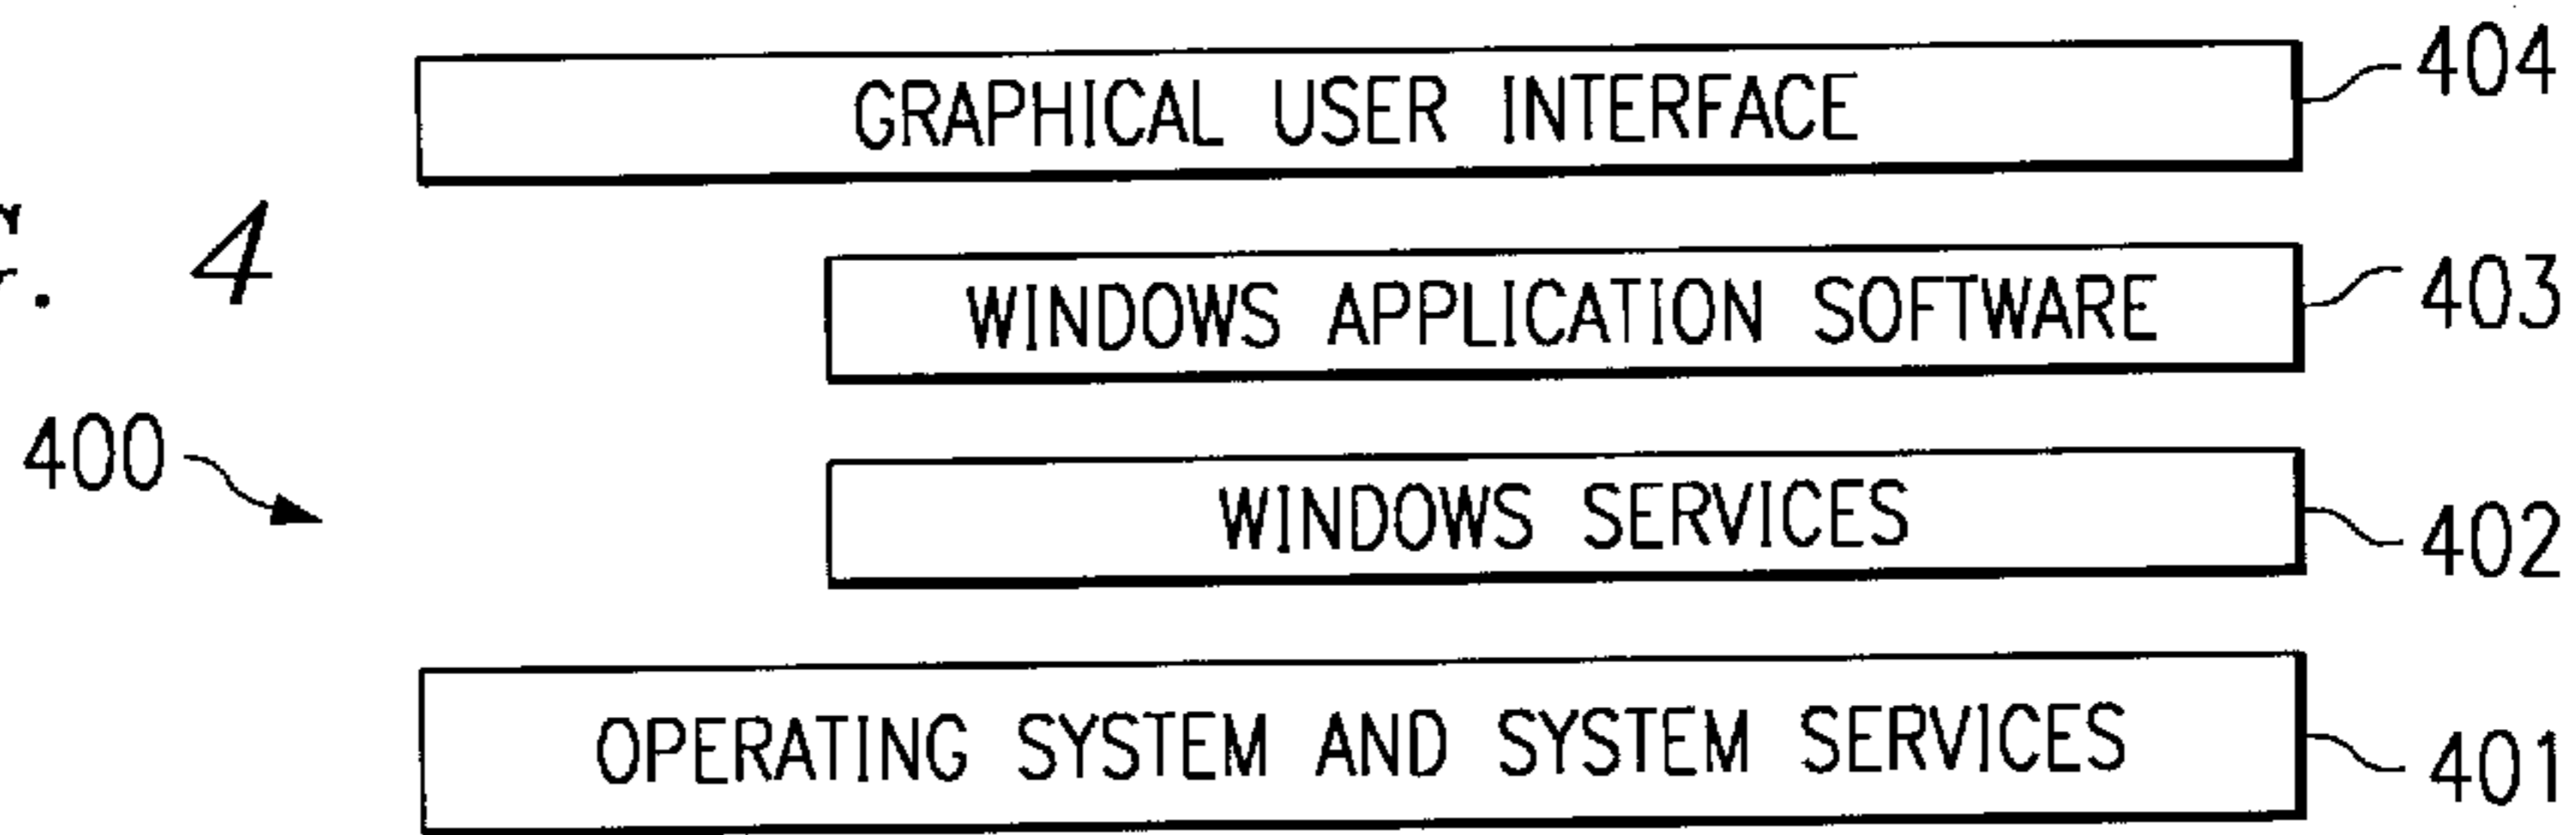 GRAPHICAL USER INTERFACE 404
4
WINDOWS APPLICATION SOFTWARE 403
400
WINDOWS SERVICES 402
OPERATING SYSTEM AND SYSTEM SERVICES 401